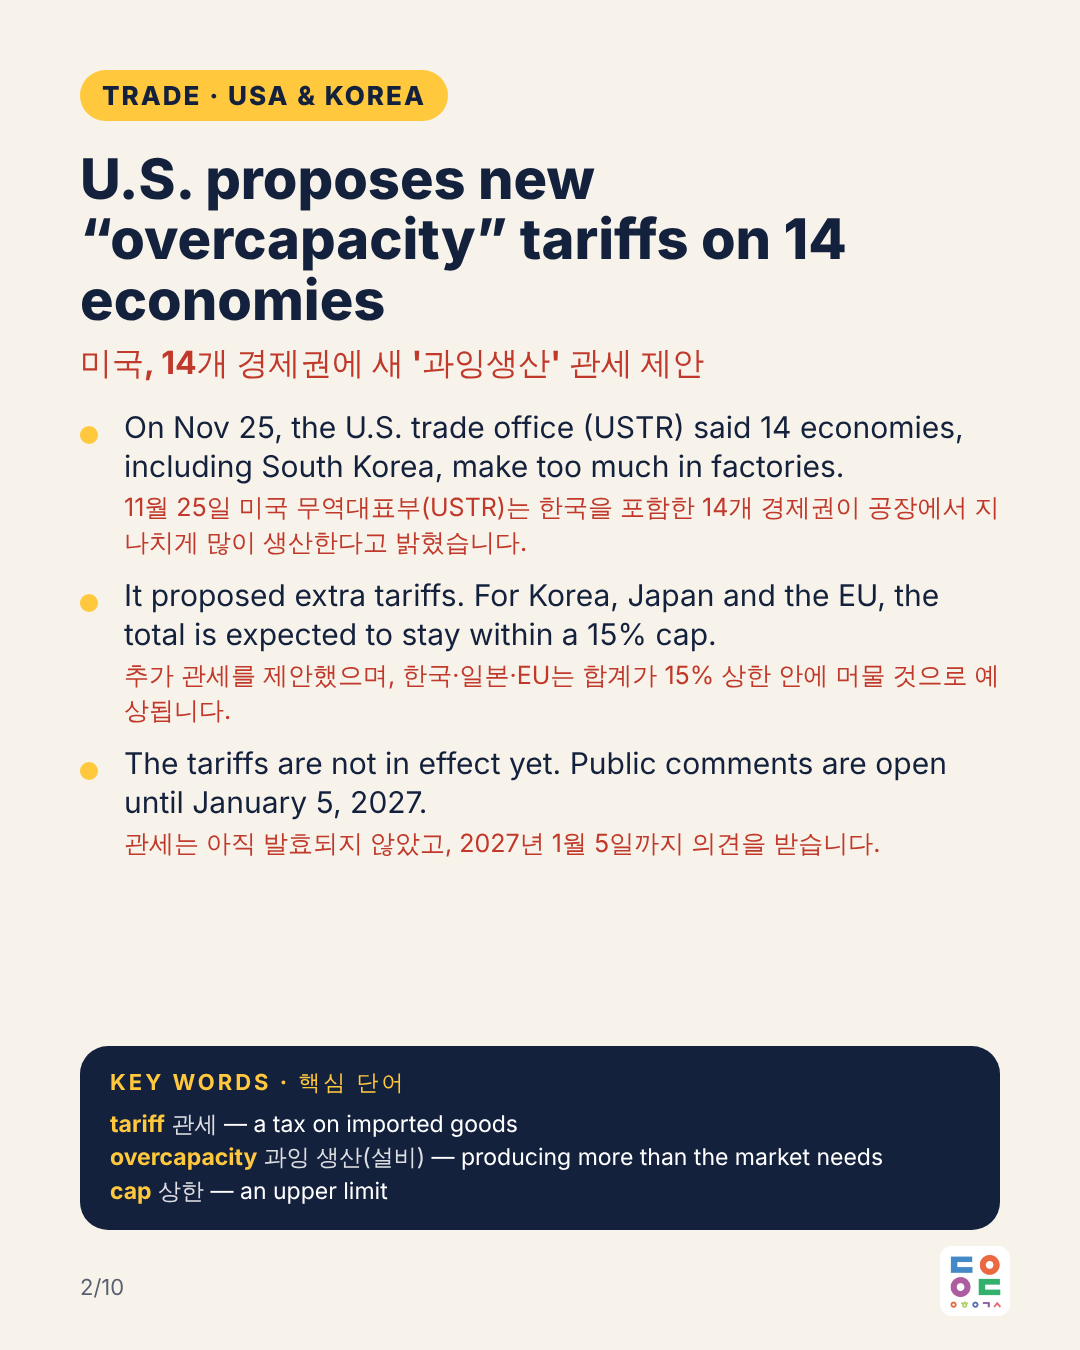 TRADE · USA & KOREA
U.S. proposes new
“overcapacity” tariffs on 14
economies
미국, 14개 경제권에 새 '과잉생산' 관세 제안
On Nov 25, the U.S. trade office (USTR) said 14 economies,
including South Korea, make too much in factories.
11월 25일 미국 무역대표부(USTR)는 한국을 포함한 14개 경제권이 공장에서 지
나치게 많이 생산한다고 밝혔습니다.
It proposed extra tariffs. For Korea, Japan and the EU, the
total is expected to stay within a 15% cap.
추가 관세를 제안했으며, 한국·일본·EU는 합계가 15% 상한 안에 머물 것으로 예
상됩니다.
The tariffs are not in effect yet. Public comments are open
until January 5, 2027.
관세는 아직 발효되지 않았고, 2027년 1월 5일까지 의견을 받습니다.
KEY WORDS · 핵심 단어
tariff 관세 — a tax on imported goods
overcapacity 과잉 생산(설비) — producing more than the market needs
cap 상한 — an upper limit
2/10